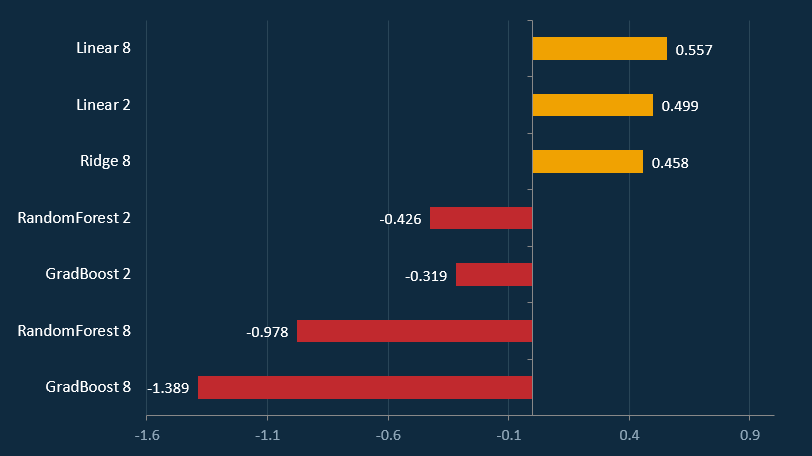 Linear 8
0.557
Linear 2
0.499
Ridge 8
0.458
RandomForest 2
-0.426
GradBoost 2
-0.319
RandomForest 8
-0.978
GradBoost 8
-1.389
-1.6 -1.1 -0.6 -0.1 0.4 0.9